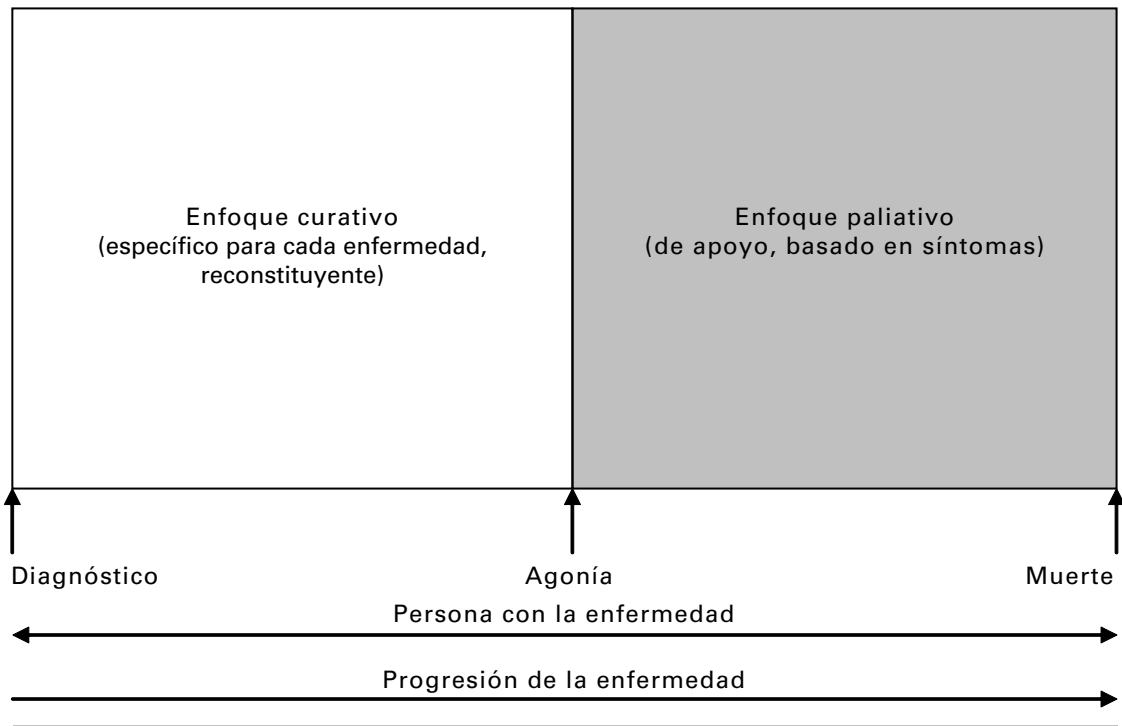 Enfoque curativo
(específico para cada enfermedad,
reconstituyente)
Enfoque paliativo
(de apoyo, basado en síntomas)
Diagnóstico
Agonía
Muerte
Persona con la enfermedad
Progresión de la enfermedad